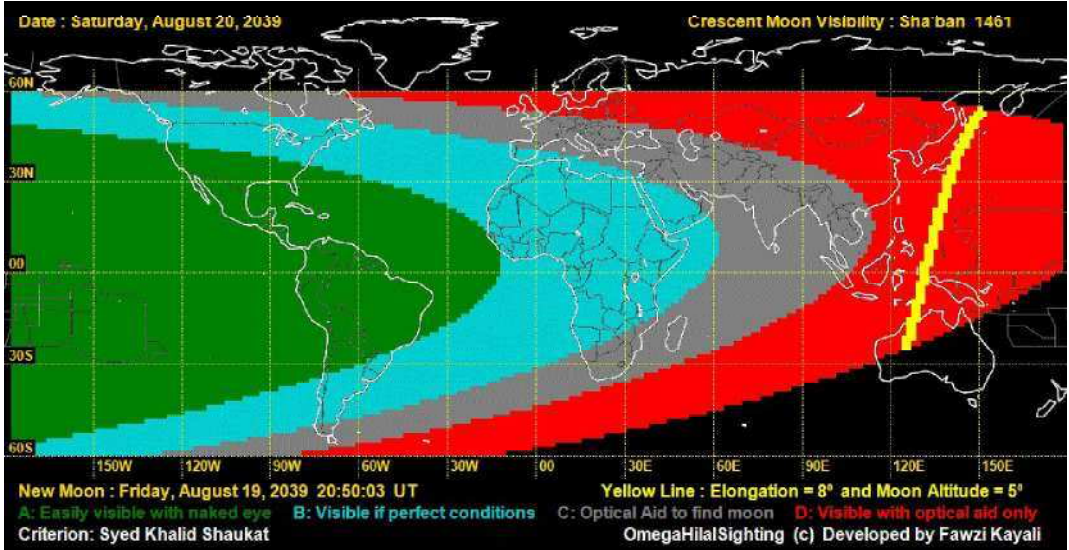 Date : Saturday, August 20, 2039
Crescent Moon Visibility : Sha'ban 1461
60N
30N
00
30S
60S
150W 120W 90W 60W 30W 00 30E 60E 90E 120E 150E
New Moon : Friday, August 19, 2039 20:50:03 UT
Yellow Line : Elongation = 8º and Moon Altitude = 5º
A: Easily visible with naked eye
B: Visible if perfect conditions
C: Optical Aid to find moon
D: Visible with optical aid only
Criterion: Syed Khalid Shaukat
OmegaHilalSighting (c) Developed by Fawzi Kayali